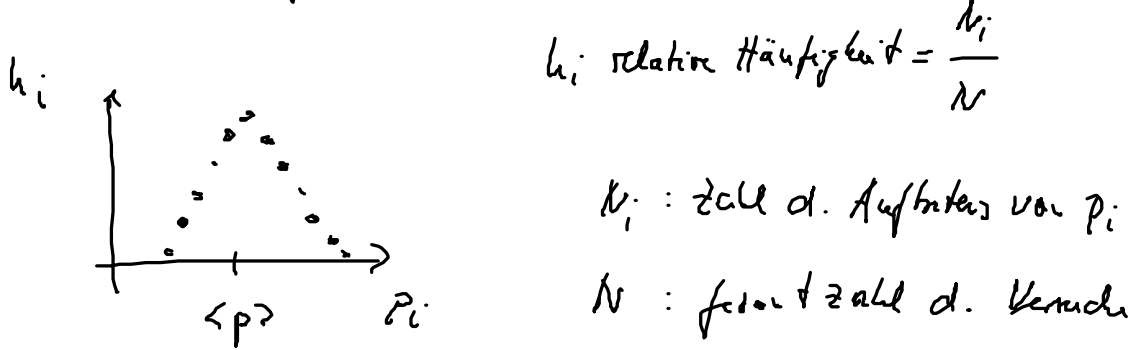 h_i
<p> P_i
h_i relative Häufigkeit = N_i / N
N_i : Zahl d. Auftretens von p_i
N : Gesamtzahl d. Versuche